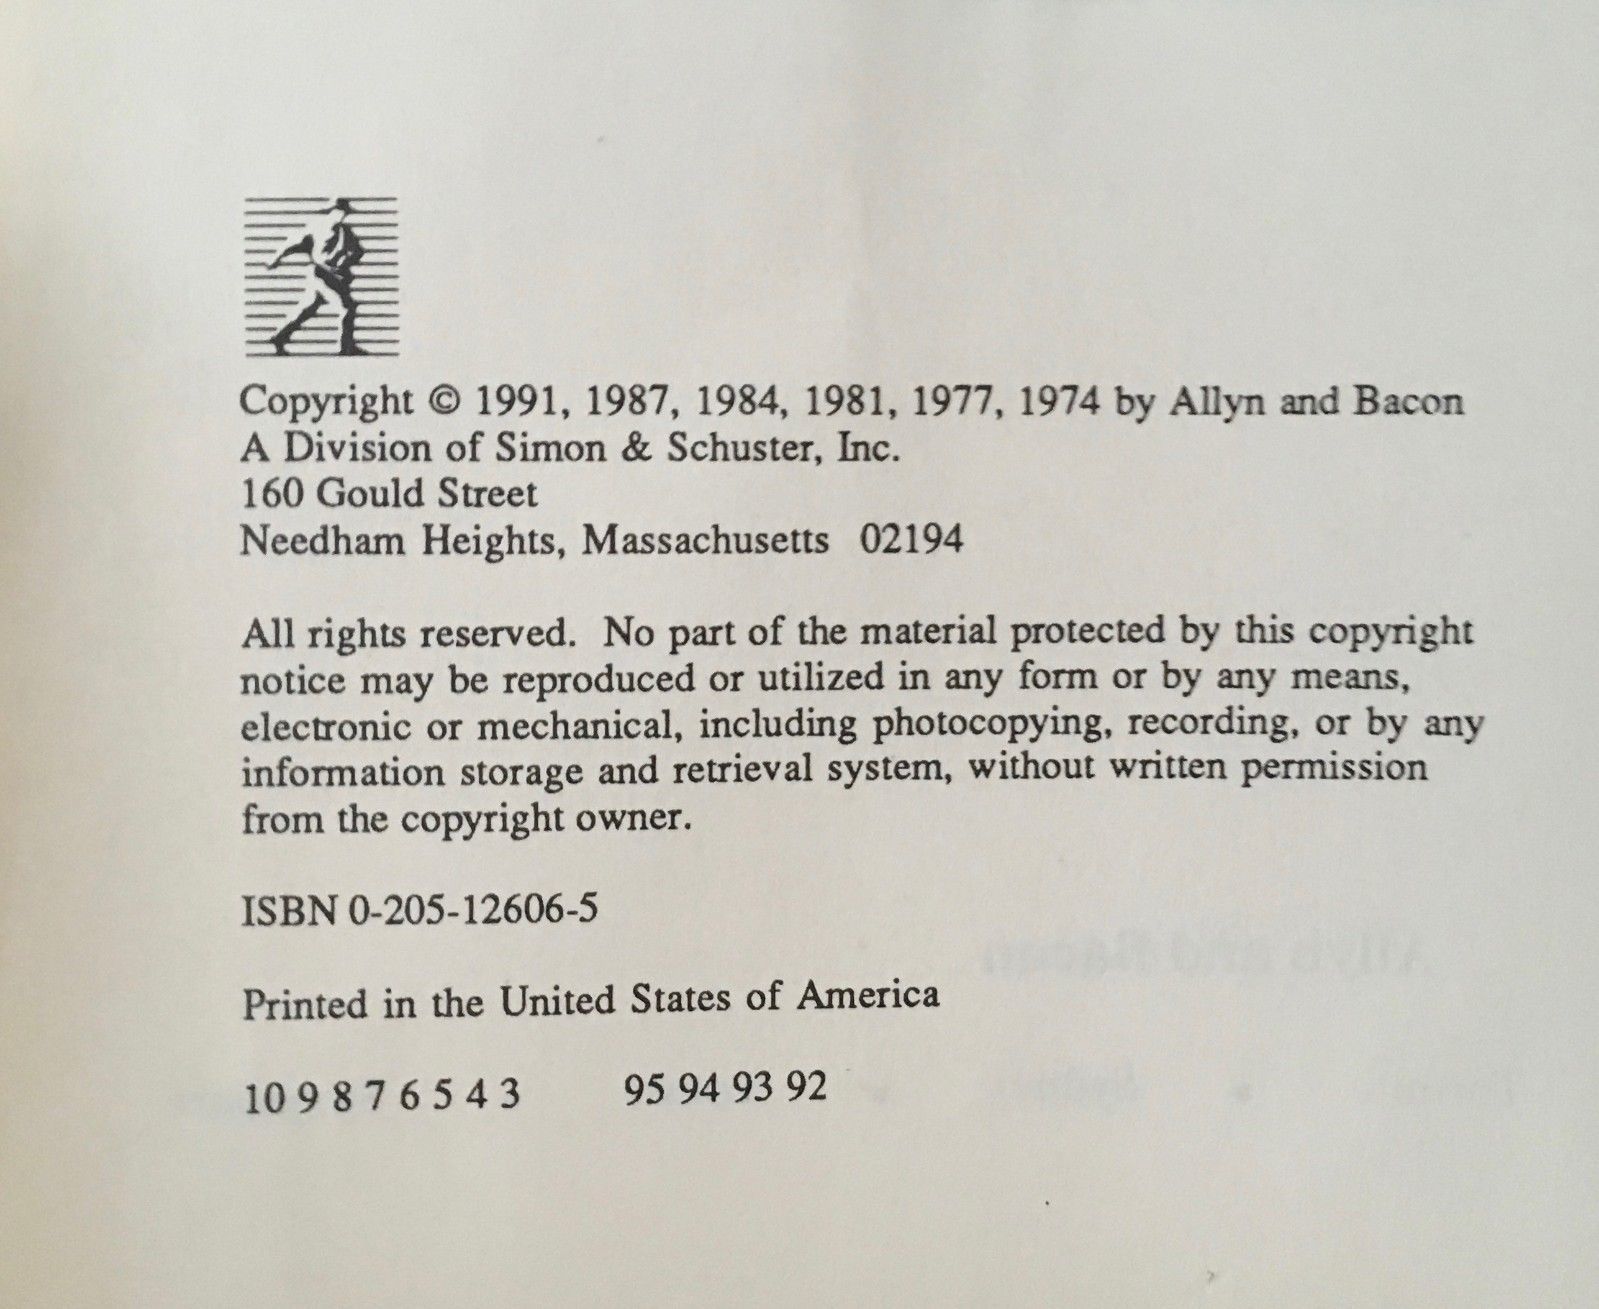 Copyright © 1991, 1987, 1984, 1981, 1977, 1974 by Allyn and Bacon
A Division of Simon & Schuster, Inc.
160 Gould Street
Needham Heights, Massachusetts 02194
All rights reserved. No part of the material protected by this copyright
notice may be reproduced or utilized in any form or by any means,
electronic or mechanical, including photocopying, recording, or by any
information storage and retrieval system, without written permission
from the copyright owner.
ISBN 0-205-12606-5
Printed in the United States of America
10 9 8 7 6 5 4 3 95 94 93 92